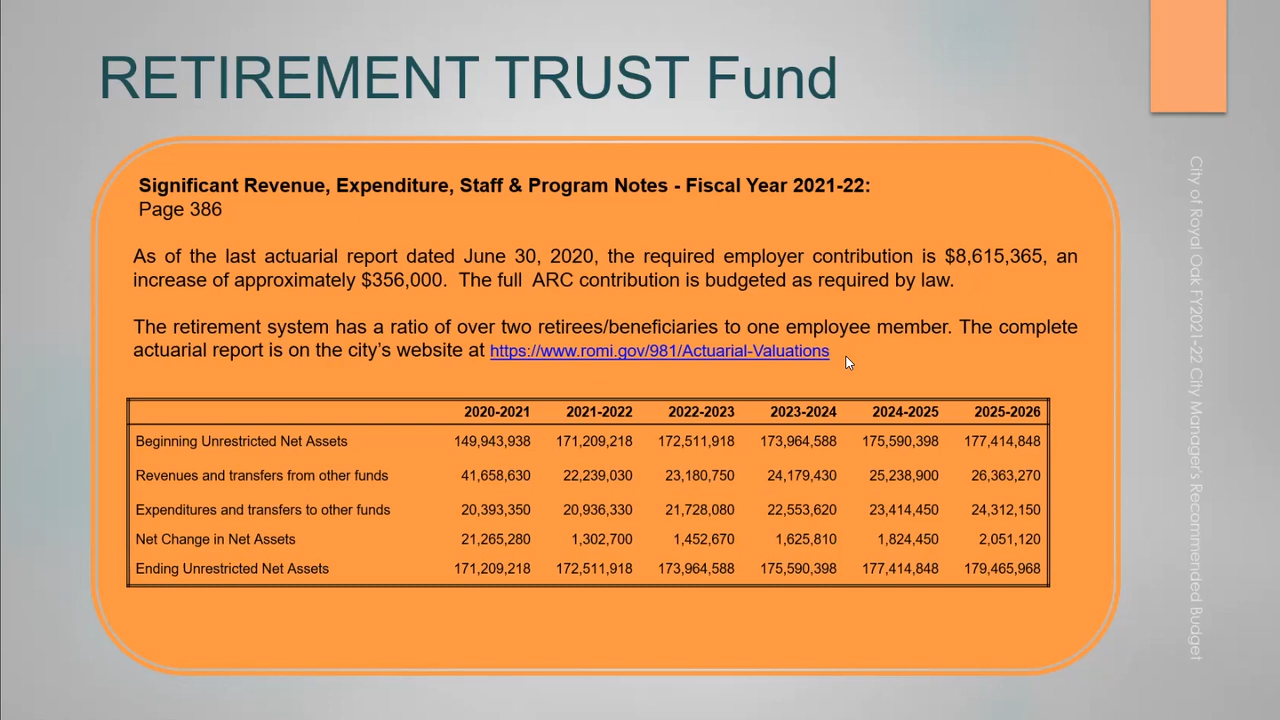 RETIREMENT TRUST Fund
Significant Revenue, Expenditure, Staff & Program Notes - Fiscal Year 2021-22:
Page 386
As of the last actuarial report dated June 30, 2020, the required employer contribution is $8,615,365, an
increase of approximately $356,000. The full ARC contribution is budgeted as required by law.
The retirement system has a ratio of over two retirees/beneficiaries to one employee member. The complete
actuarial report is on the city's website at https://www.romi.gov/981/Actuarial-Valuations
2020-2021 2021-2022 2022-2023 2023-2024 2024-2025 2025-2026
Beginning Unrestricted Net Assets 149,943,938 171,209,218 172,511,918 173,964,588 175,590,398 177,414,848
Revenues and transfers from other funds 41,658,630 22,239,030 23,180,750 24,179,430 25,238,900 26,363,270
Expenditures and transfers to other funds 20,393,350 20,936,330 21,728,080 22,553,620 23,414,450 24,312,150
Net Change in Net Assets 21,265,280 1,302,700 1,452,670 1,625,810 1,824,450 2,051,120
Ending Unrestricted Net Assets 171,209,218 172,511,918 173,964,588 175,590,398 177,414,848 179,465,968
City of Royal Oak FY2021-22 City Manager's Recommended Budget